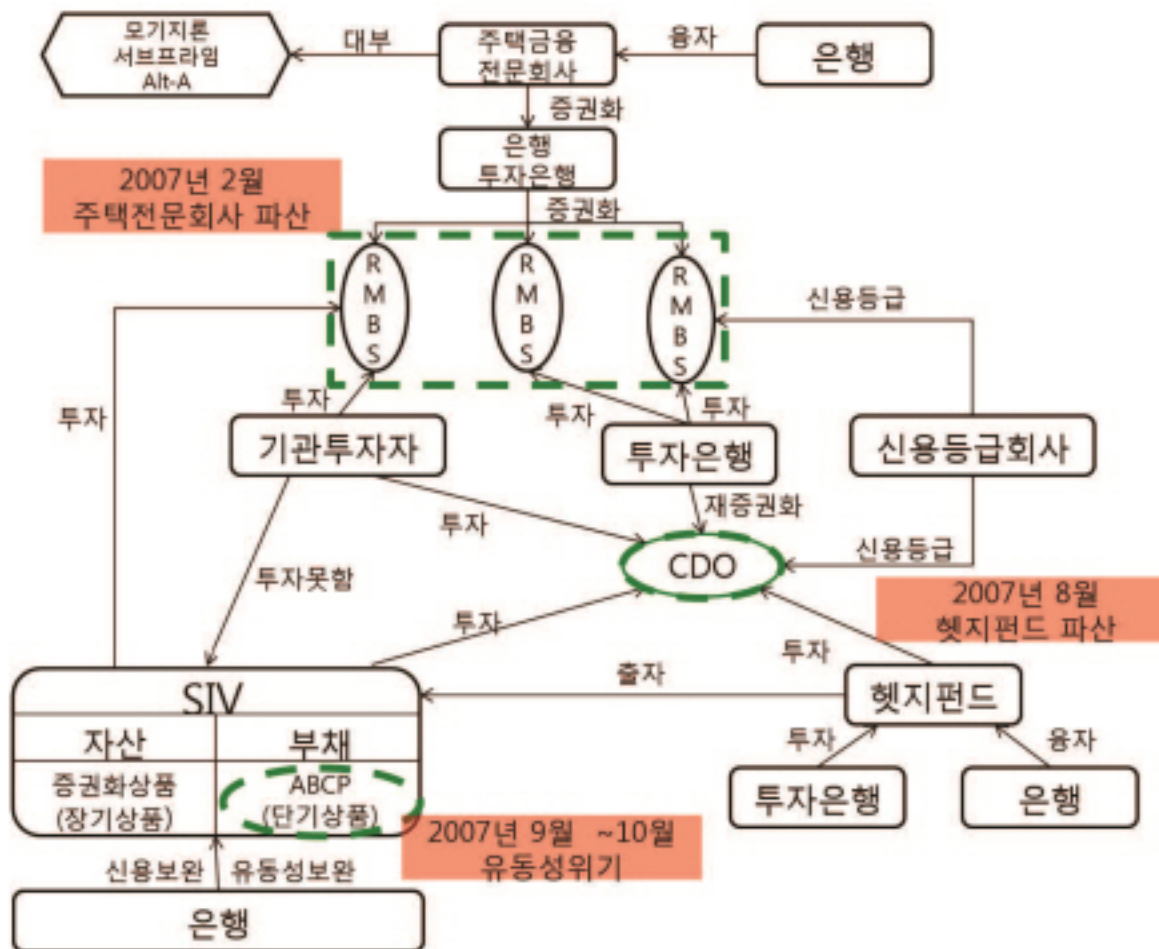 모기지론
서브프라임
Alt-A
대부
주택금융
전문회사
융자
은행
증권화
은행
투자은행
2007년 2월
주택전문회사 파산
증권화
RMBS
RMBS
RMBS
신용등급
투자
투자
투자
투자
기관투자자
투자은행
신용등급회사
투자
재증권화
신용등급
CDO
투자못함
2007년 8월
헷지펀드 파산
투자
투자
출자
SIV
헷지펀드
자산
부채
투자
융자
증권화상품
(장기상품)
ABCP
(단기상품)
투자은행
은행
2007년 9월 ~10월
유동성위기
신용보완
유동성보완
은행